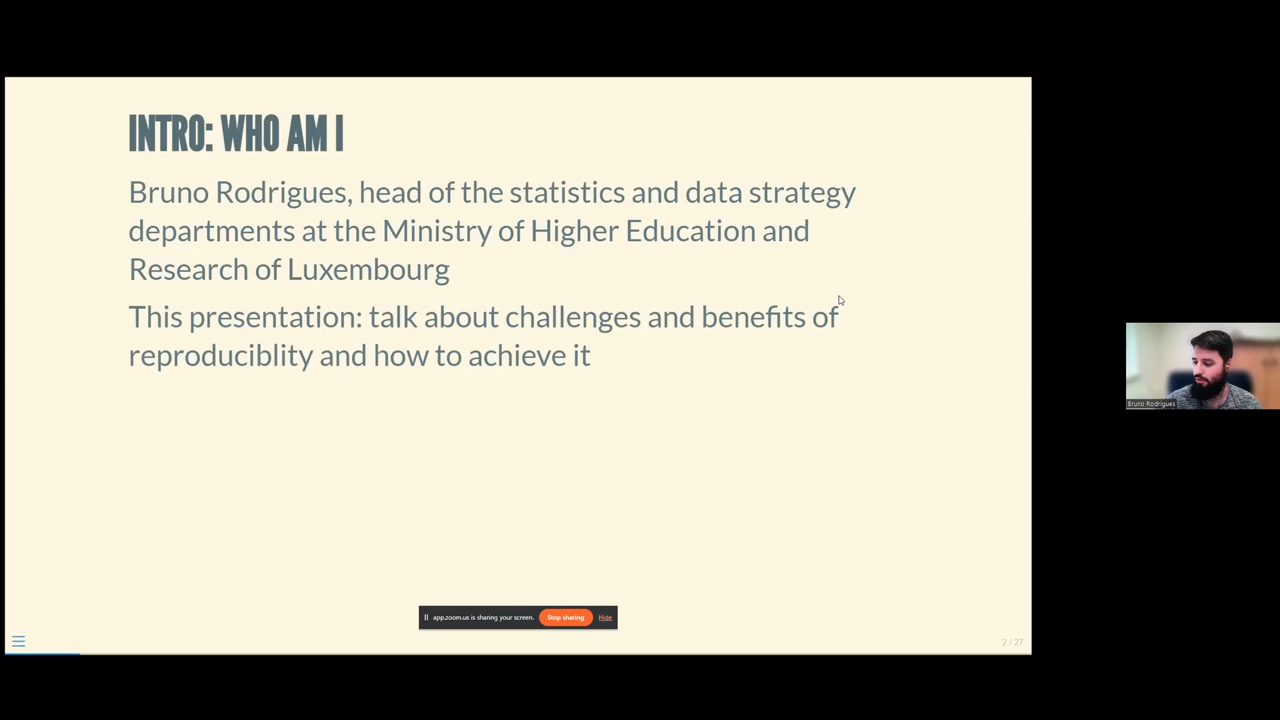 INTRO: WHO AM I
Bruno Rodrigues, head of the statistics and data strategy
departments at the Ministry of Higher Education and
Research of Luxembourg
This presentation: talk about challenges and benefits of
reproduciblity and how to achieve it
Bruno Rodrigues
app.zoom.us is sharing your screen. Stop sharing Hide
2 / 27